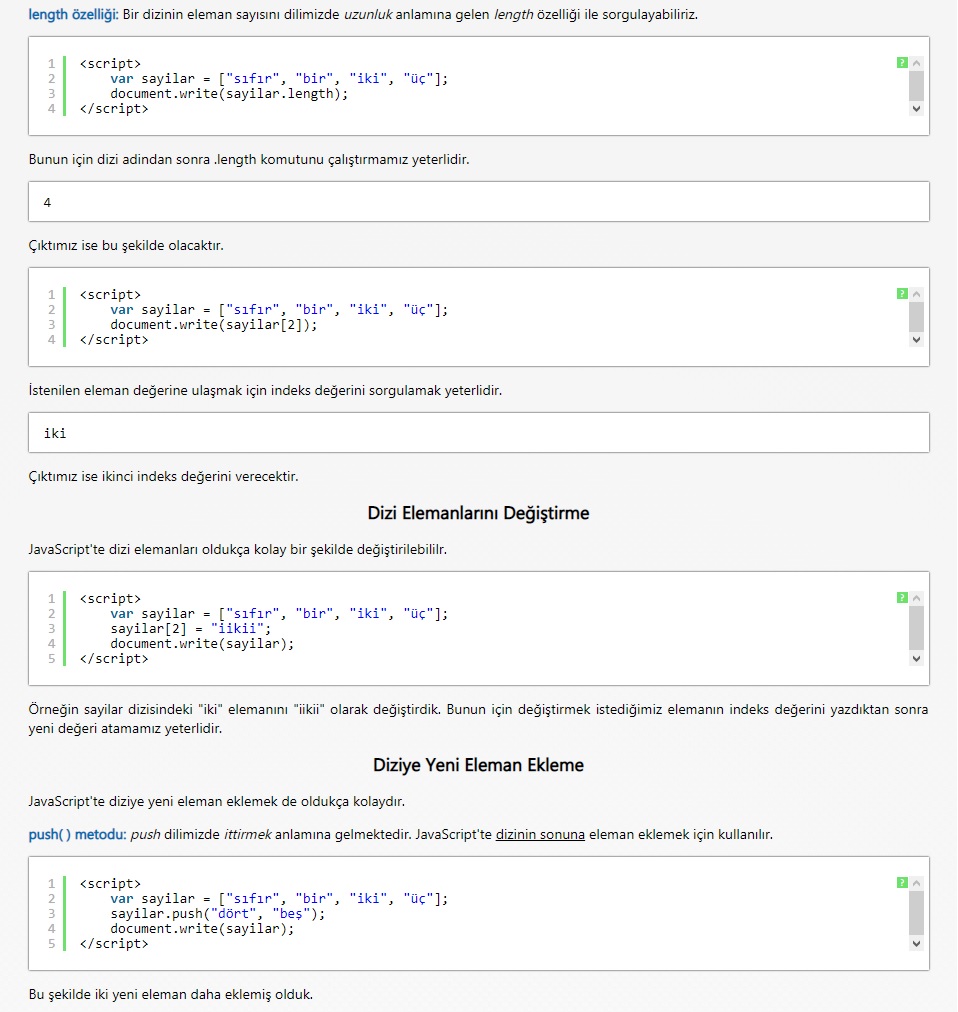 length özelliği: Bir dizinin eleman sayısını dilimizde uzunluk anlamına gelen length özelliği ile sorgulayabiliriz.
1 <script>
2 var sayilar = ["sıfır", "bir", "iki", "üç"];
3 document.write(sayilar.length);
4 </script>
?
Bunun için dizi adindan sonra .length komutunu çalıştırmamız yeterlidir.
4
Çıktımız ise bu şekilde olacaktır.
1 <script>
2 var sayilar = ["sıfır", "bir", "iki", "üç"];
3 document.write(sayilar[2]);
4 </script>
?
İstenilen eleman değerine ulaşmak için indeks değerini sorgulamak yeterlidir.
iki
Çıktımız ise ikinci indeks değerini verecektir.
Dizi Elemanlarını Değiştirme
JavaScript'te dizi elemanları oldukça kolay bir şekilde değiştirilebililr.
1 <script>
2 var sayilar = ["sıfır", "bir", "iki", "üç"];
3 sayilar[2] = "iikii";
4 document.write(sayilar);
5 </script>
?
Örneğin sayilar dizisindeki "iki" elemanını "iikii" olarak değiştirdik. Bunun için değiştirmek istediğimiz elemanın indeks değerini yazdıktan sonra
yeni değeri atamamız yeterlidir.
Diziye Yeni Eleman Ekleme
JavaScript'te diziye yeni eleman eklemek de oldukça kolaydır.
push( ) metodu: push dilimizde ittirmek anlamına gelmektedir. JavaScript'te dizinin sonuna eleman eklemek için kullanılır.
1 <script>
2 var sayilar = ["sıfır", "bir", "iki", "üç"];
3 sayilar.push("dört", "beş");
4 document.write(sayilar);
5 </script>
?
Bu şekilde iki yeni eleman daha eklemiş olduk.